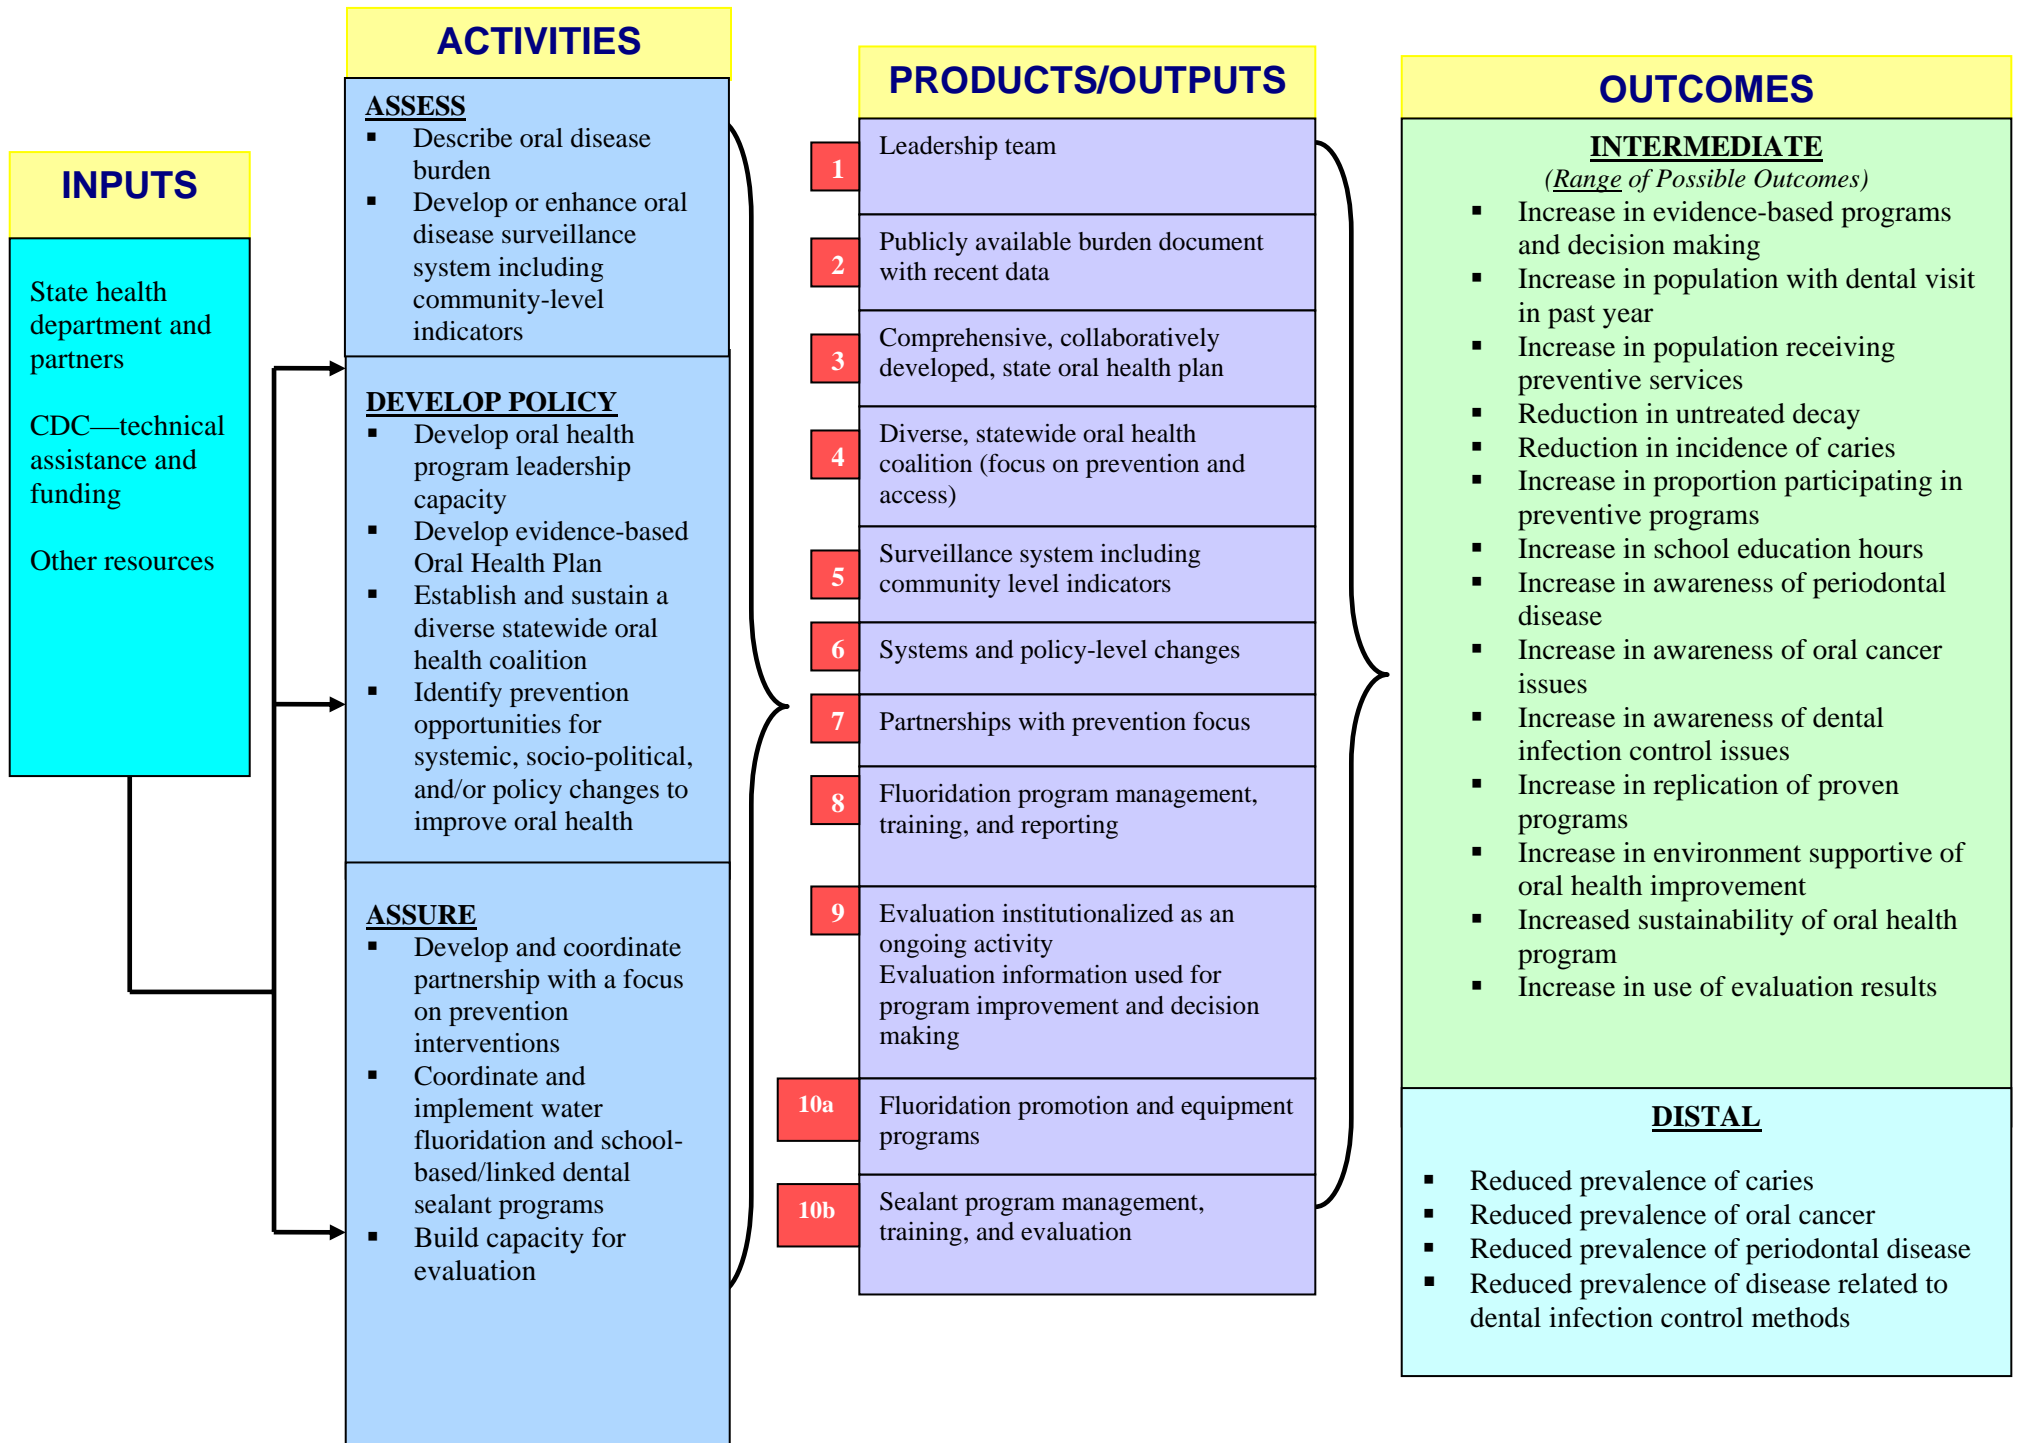 INPUTS
State health
department and
partners
CDC—technical
assistance and
funding
Other resources
ACTIVITIES
ASSESS
▪ Describe oral disease
burden
▪ Develop or enhance oral
disease surveillance
system including
community-level
indicators
DEVELOP POLICY
▪ Develop oral health
program leadership
capacity
▪ Develop evidence-based
Oral Health Plan
▪ Establish and sustain a
diverse statewide oral
health coalition
▪ Identify prevention
opportunities for
systemic, socio-political,
and/or policy changes to
improve oral health
ASSURE
▪ Develop and coordinate
partnership with a focus
on prevention
interventions
▪ Coordinate and
implement water
fluoridation and school-
based/linked dental
sealant programs
▪ Build capacity for
evaluation
PRODUCTS/OUTPUTS
1 Leadership team
2 Publicly available burden document
with recent data
3 Comprehensive, collaboratively
developed, state oral health plan
4 Diverse, statewide oral health
coalition (focus on prevention and
access)
5 Surveillance system including
community level indicators
6 Systems and policy-level changes
7 Partnerships with prevention focus
8 Fluoridation program management,
training, and reporting
9 Evaluation institutionalized as an
ongoing activity
Evaluation information used for
program improvement and decision
making
10a Fluoridation promotion and equipment
programs
10b Sealant program management,
training, and evaluation
OUTCOMES
INTERMEDIATE
(Range of Possible Outcomes)
▪ Increase in evidence-based programs
and decision making
▪ Increase in population with dental visit
in past year
▪ Increase in population receiving
preventive services
▪ Reduction in untreated decay
▪ Reduction in incidence of caries
▪ Increase in proportion participating in
preventive programs
▪ Increase in school education hours
▪ Increase in awareness of periodontal
disease
▪ Increase in awareness of oral cancer
issues
▪ Increase in awareness of dental
infection control issues
▪ Increase in replication of proven
programs
▪ Increase in environment supportive of
oral health improvement
▪ Increased sustainability of oral health
program
▪ Increase in use of evaluation results
DISTAL
▪ Reduced prevalence of caries
▪ Reduced prevalence of oral cancer
▪ Reduced prevalence of periodontal disease
▪ Reduced prevalence of disease related to
dental infection control methods